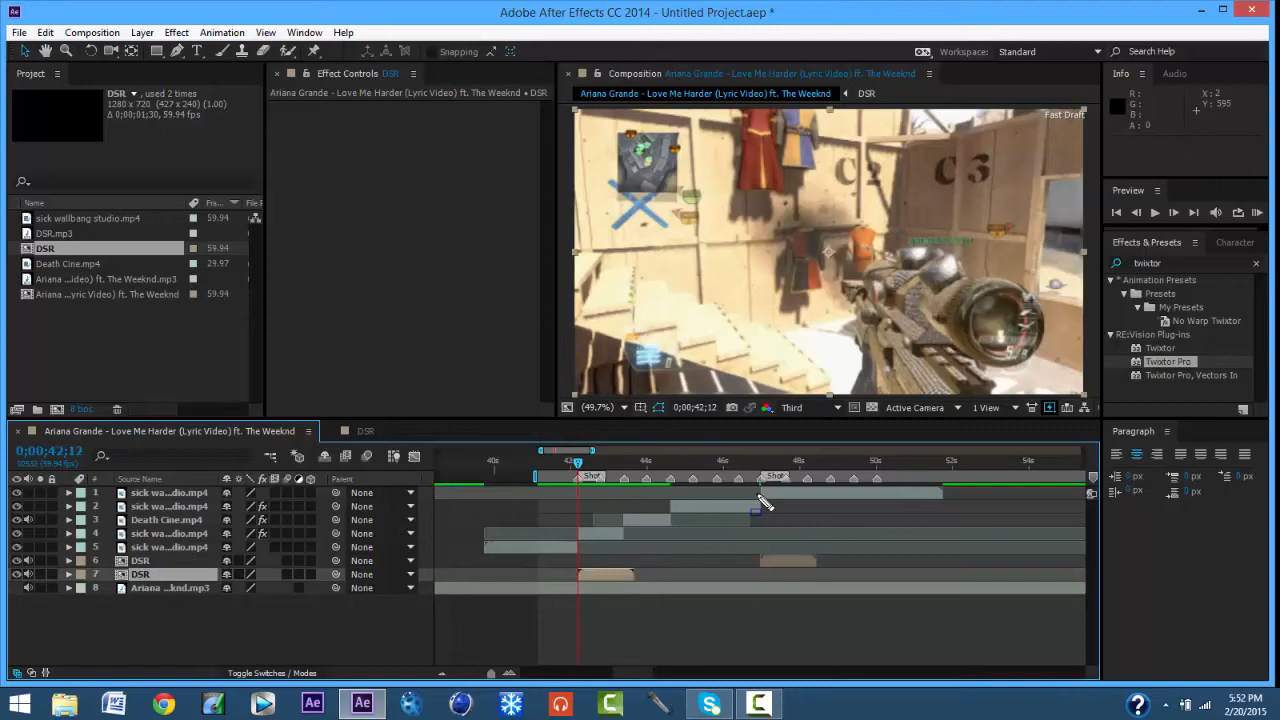 Adobe After Effects CC 2014 - Untitled Project.aep *
File Edit Composition Layer Effect Animation View Window Help
Snapping
Workspace: Standard
Search Help
Project
DSR ▼, used 2 times
1280 x 720 (427 x 240) (1.00)
Δ 0;00;01;30, 59.94 fps
Name
Fra...
File
sick wallbang studio.mp4 59.94
DSR.mp3
DSR 59.94
Death Cine.mp4 29.97
Ariana ...ideo) ft. The Weeknd.mp3
Ariana ...yric Video) ft. The Weeknd 59.94
8 bpc
Effect Controls DSR
Ariana Grande - Love Me Harder (Lyric Video) ft. The Weeknd • DSR
Composition Ariana Grande - Love Me Harder (Lyric Video) ft. The Weeknd
Ariana Grande - Love Me Harder (Lyric Video) ft. The Weeknd DSR
Fast Draft
C2 C3
(49.7%) 0;00;42;12 Third Active Camera 1 View
Info Audio
R: X: 2
G: Y: 595
B:
A: 0
Preview
Effects & Presets Character
twixtor
* Animation Presets
Presets
My Presets
No Warp Twixtor
RE:Vision Plug-ins
Twixtor
Twixtor Pro
Twixtor Pro, Vectors In
Paragraph
0 px 0 px 0 px
0 px 0 px
Ariana Grande - Love Me Harder (Lyric Video) ft. The Weeknd DSR
0;00;42;12
02532 (59.94 fps)
40s 42 44s 46s 48s 50s 52s 54s
# Source Name Parent
Shot Shot
1 sick wa...dio.mp4 None
2 sick wa...dio.mp4 fx None
3 Death Cine.mp4 fx None
4 sick wa...dio.mp4 fx None
5 sick wa...dio.mp4 None
6 DSR None
7 DSR None
8 Ariana ...knd.mp3 None
Toggle Switches / Modes
5:52 PM
2/20/2015